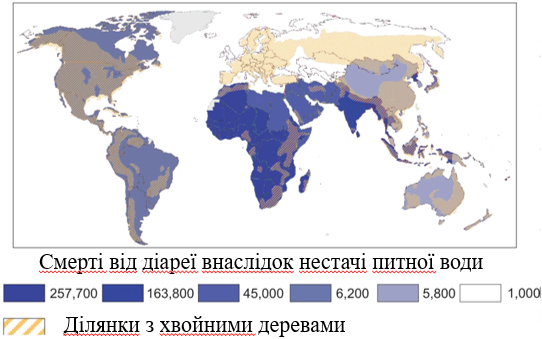 Смерті від діареї внаслідок нестачі питної води
257,700 163,800 45,000 6,200 5,800 1,000
Ділянки з хвойними деревами